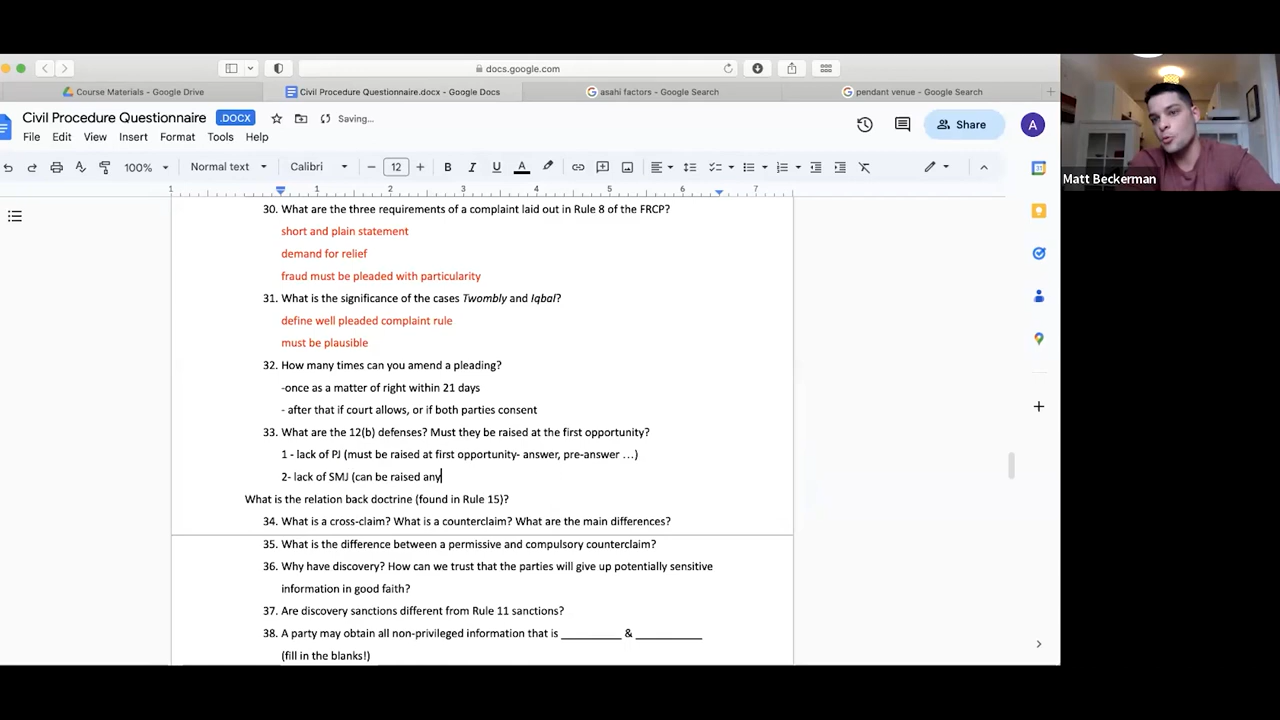 docs.google.com
Course Materials - Google Drive
Civil Procedure Questionnaire.docx - Google Docs
asahi factors - Google Search
pendant venue - Google Search
Civil Procedure Questionnaire .DOCX Saving...
Share
A
File Edit View Insert Format Tools Help
100% Normal text Calibri 12
Matt Beckerman
1 1 2 3 4 5 6 7
30. What are the three requirements of a complaint laid out in Rule 8 of the FRCP?
short and plain statement
demand for relief
fraud must be pleaded with particularity
31. What is the significance of the cases Twombly and Iqbal?
define well pleaded complaint rule
must be plausible
32. How many times can you amend a pleading?
-once as a matter of right within 21 days
- after that if court allows, or if both parties consent
33. What are the 12(b) defenses? Must they be raised at the first opportunity?
1 - lack of PJ (must be raised at first opportunity- answer, pre-answer ...)
2- lack of SMJ (can be raised any
What is the relation back doctrine (found in Rule 15)?
34. What is a cross-claim? What is a counterclaim? What are the main differences?
35. What is the difference between a permissive and compulsory counterclaim?
36. Why have discovery? How can we trust that the parties will give up potentially sensitive
information in good faith?
37. Are discovery sanctions different from Rule 11 sanctions?
38. A party may obtain all non-privileged information that is __________ & ___________
(fill in the blanks!)